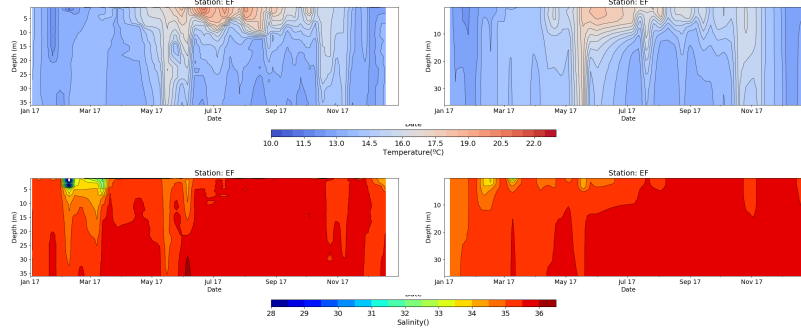 Station: EF
Station: EF
5
10
15
20
25
30
35
Depth (m)
10
20
30
Depth (m)
Jan 17 Mar 17 May 17 Jul 17 Sep 17 Nov 17
Jan 17 Mar 17 May 17 Jul 17 Sep 17 Nov 17
Date
Date
Date
10.0 11.5 13.0 14.5 16.0 17.5 19.0 20.5 22.0
Temperature(ºC)
Station: EF
Station: EF
5
10
15
20
25
30
35
Depth (m)
10
20
30
Depth (m)
Jan 17 Mar 17 May 17 Jul 17 Sep 17 Nov 17
Jan 17 Mar 17 May 17 Jul 17 Sep 17 Nov 17
Date
Date
28 29 30 31 32 33 34 35 36
Salinity()